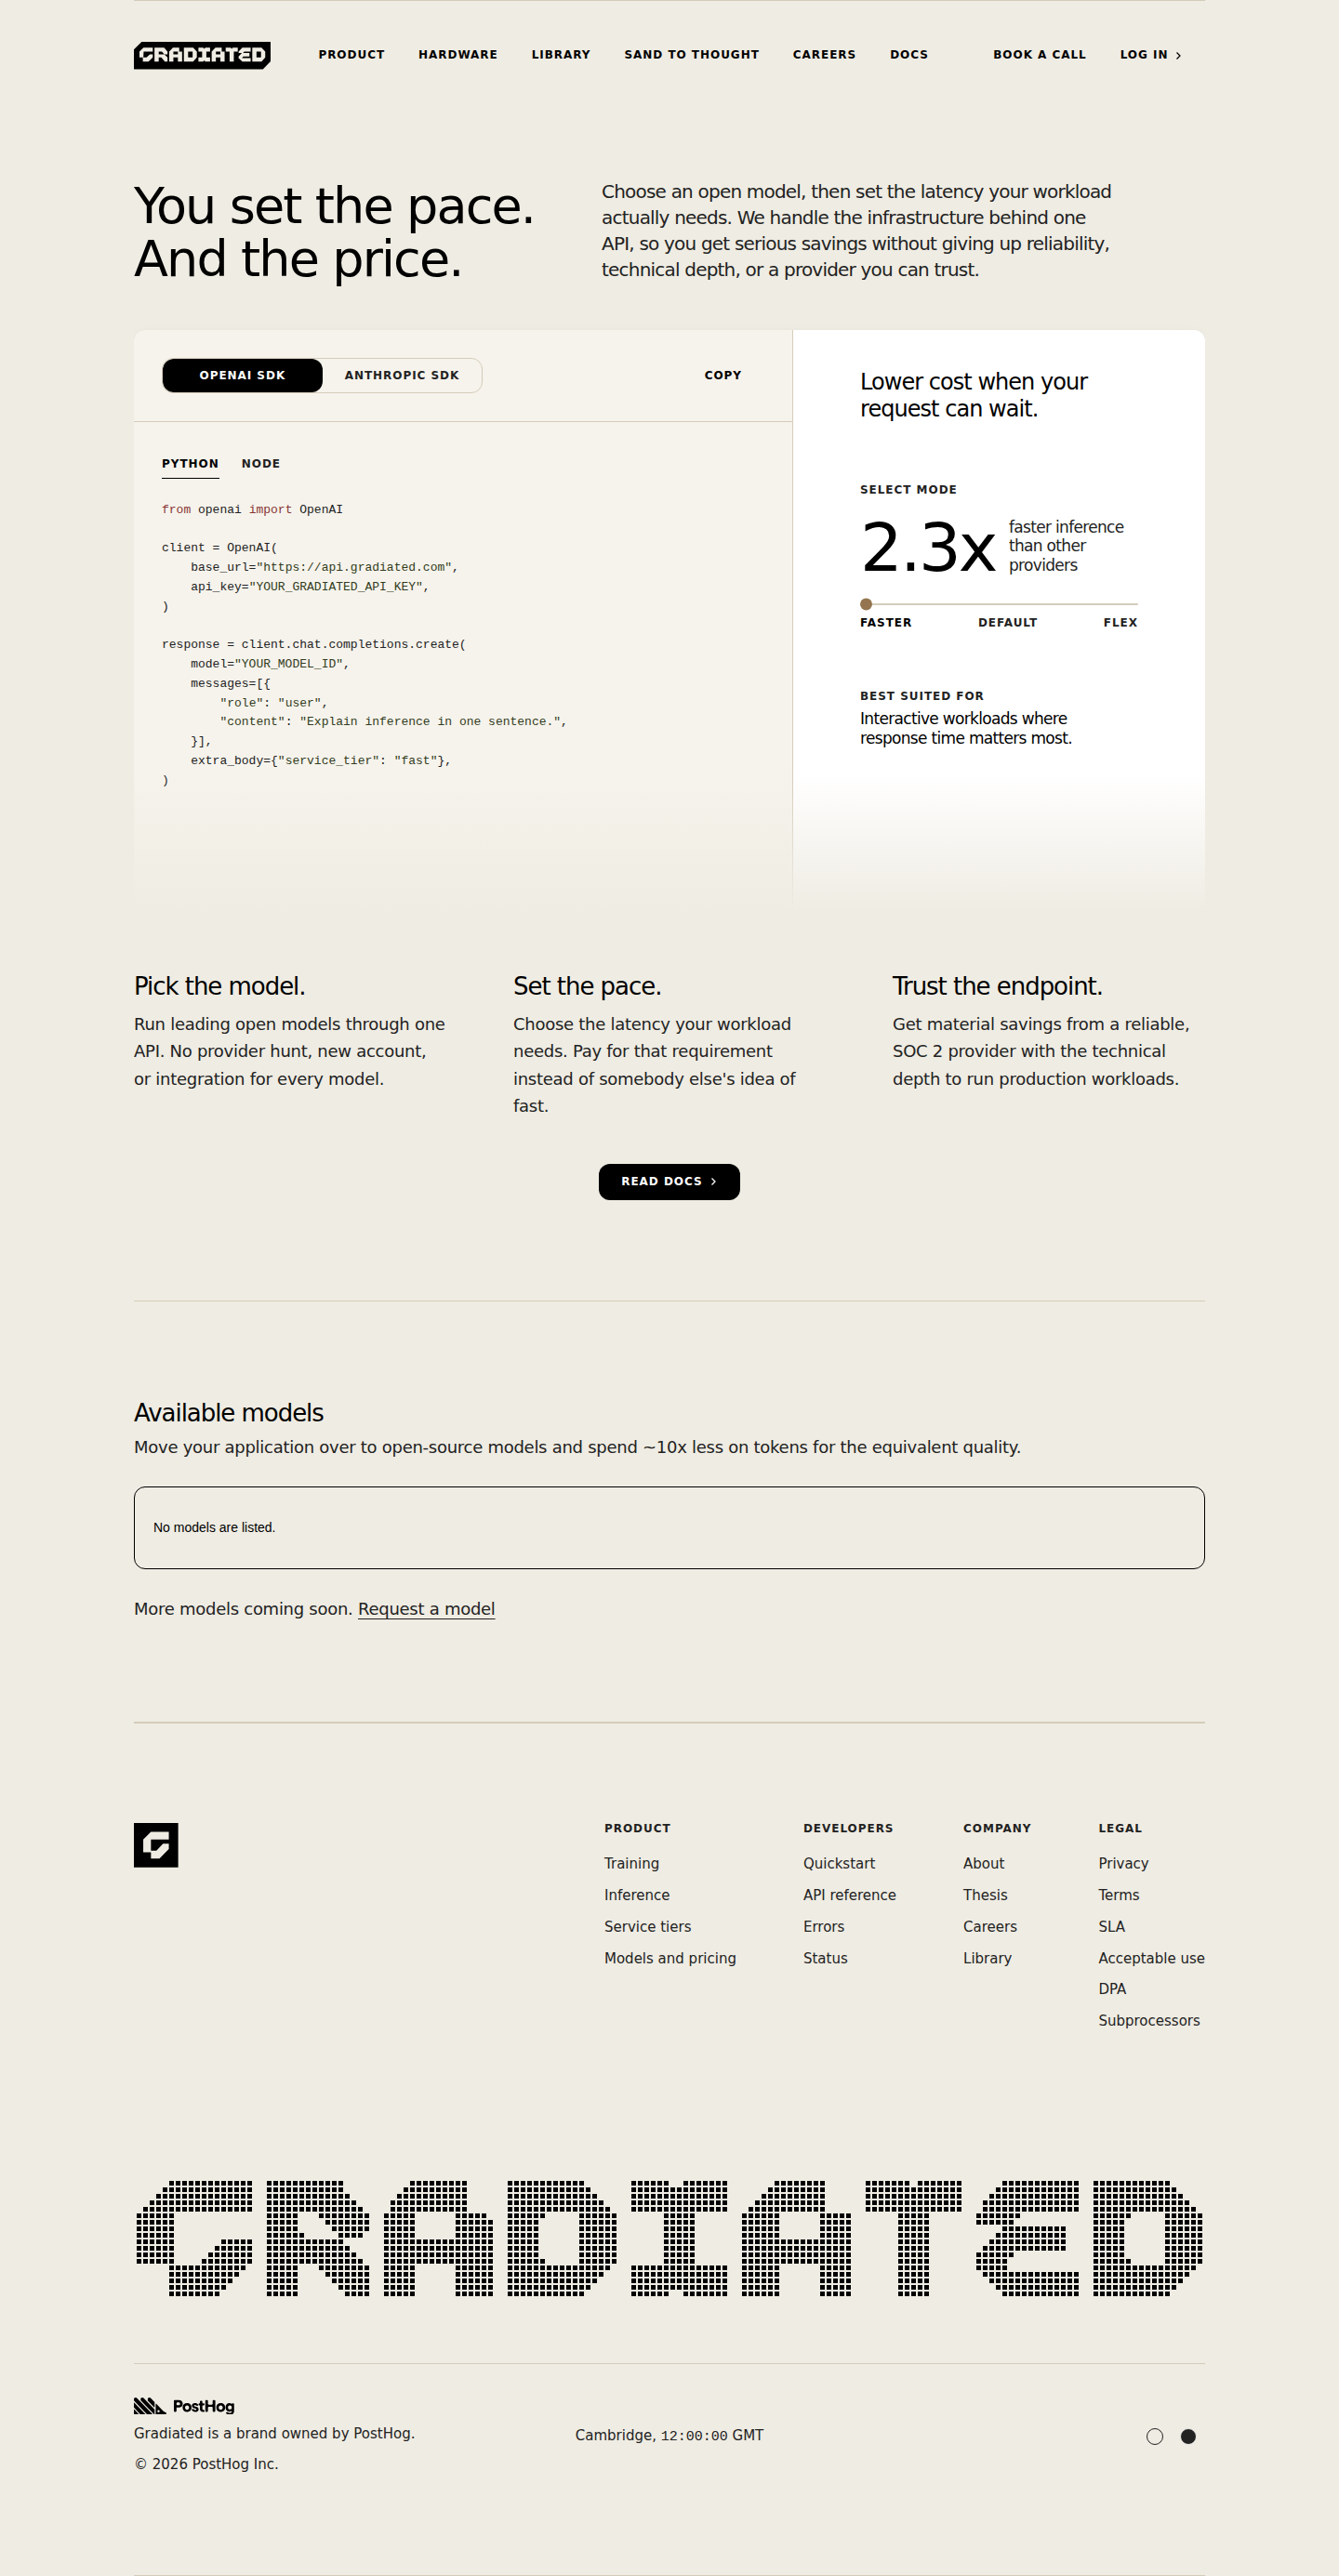 GRADIATED
PRODUCT
HARDWARE
LIBRARY
SAND TO THOUGHT
CAREERS
DOCS
BOOK A CALL
LOG IN
You set the pace.
And the price.
Choose an open model, then set the latency your workload
actually needs. We handle the infrastructure behind one
API, so you get serious savings without giving up reliability,
technical depth, or a provider you can trust.
OPENAI SDK
ANTHROPIC SDK
COPY
PYTHON
NODE
from openai import OpenAI
client = OpenAI(
    base_url="https://api.gradiated.com",
    api_key="YOUR_GRADIATED_API_KEY",
)
response = client.chat.completions.create(
    model="YOUR_MODEL_ID",
    messages=[{
        "role": "user",
        "content": "Explain inference in one sentence.",
    }],
    extra_body={"service_tier": "fast"},
)
Lower cost when your
request can wait.
SELECT MODE
2.3x
faster inference
than other
providers
FASTER
DEFAULT
FLEX
BEST SUITED FOR
Interactive workloads where
response time matters most.
Pick the model.
Run leading open models through one
API. No provider hunt, new account,
or integration for every model.
Set the pace.
Choose the latency your workload
needs. Pay for that requirement
instead of somebody else's idea of
fast.
Trust the endpoint.
Get material savings from a reliable,
SOC 2 provider with the technical
depth to run production workloads.
READ DOCS
Available models
Move your application over to open-source models and spend ~10x less on tokens for the equivalent quality.
No models are listed.
More models coming soon. Request a model
G
PRODUCT
Training
Inference
Service tiers
Models and pricing
DEVELOPERS
Quickstart
API reference
Errors
Status
COMPANY
About
Thesis
Careers
Library
LEGAL
Privacy
Terms
SLA
Acceptable use
DPA
Subprocessors
GRADIATED
PostHog
Gradiated is a brand owned by PostHog.
© 2026 PostHog Inc.
Cambridge, 12:00:00 GMT